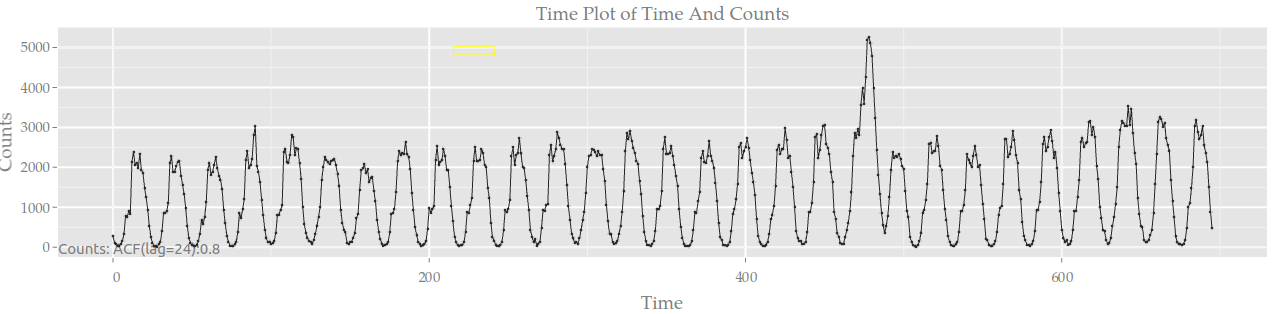 Time Plot of Time And Counts
Counts
5000
4000
3000
2000
1000
0
Counts: ACF(lag=24):0.8
0
200
400
600
Time